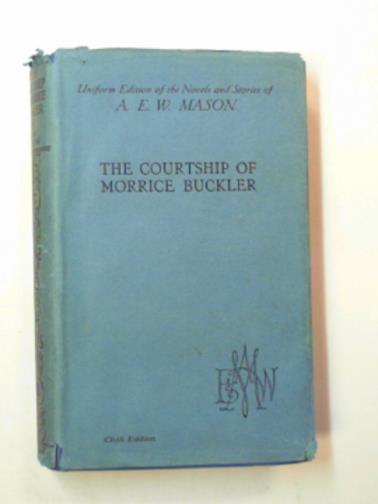 Uniform Edition of the Novels and Stories of
A. E. W. MASON
THE COURTSHIP OF
MORRICE BUCKLER
Cloth Edition